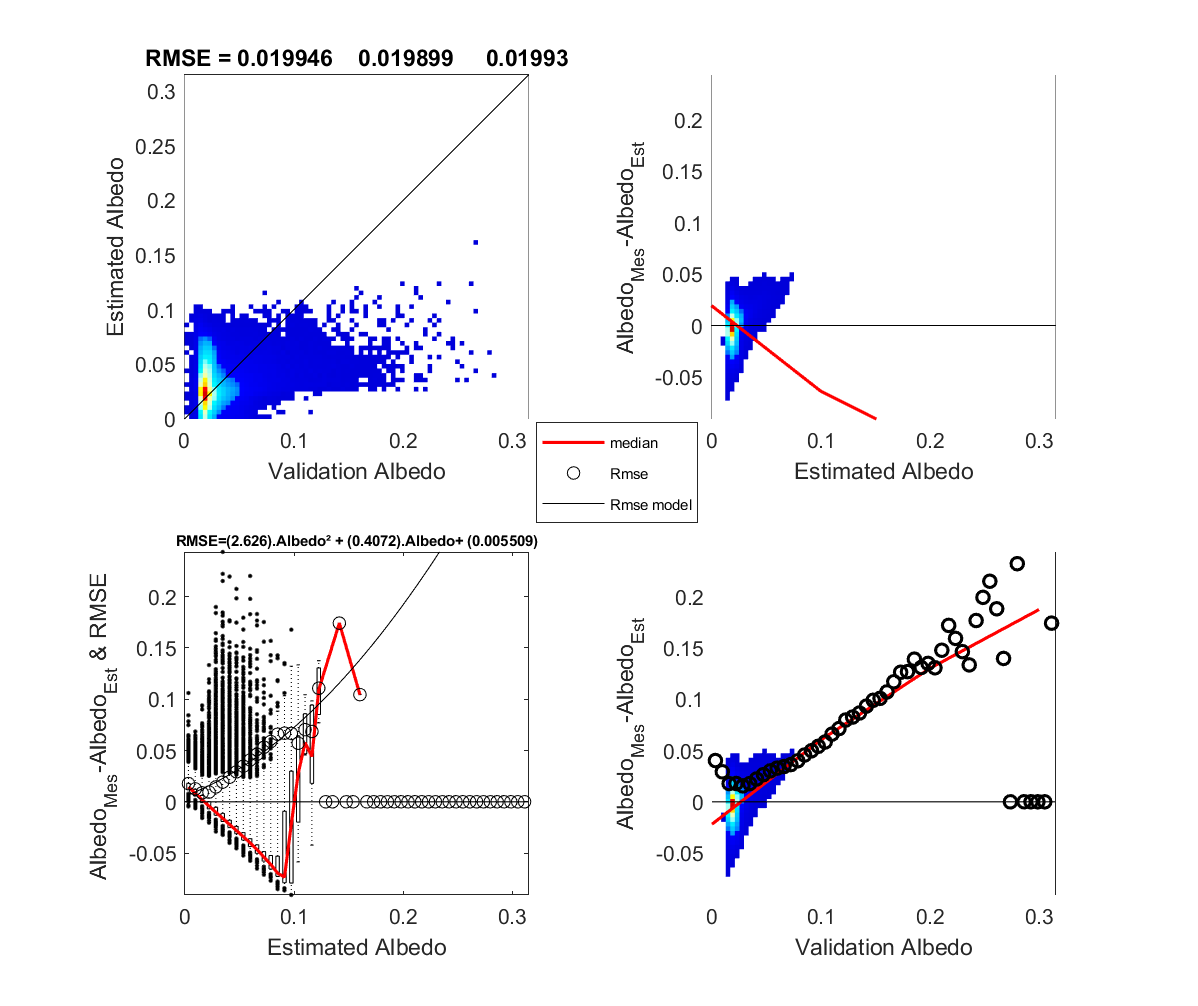 RMSE = 0.019946 0.019899 0.01993
0.3
0.25
0.2
0.15
0.1
0.05
0
Estimated Albedo
0 0.1 0.2 0.3
Validation Albedo
0.2
0.15
0.1
0.05
0
-0.05
Albedo_Mes-Albedo_Est
0 0.1 0.2 0.3
Estimated Albedo
median
Rmse
Rmse model
RMSE=(2.626).Albedo² + (0.4072).Albedo+ (0.005509)
0.2
0.15
0.1
0.05
0
-0.05
Albedo_Mes-Albedo_Est & RMSE
0 0.1 0.2 0.3
Estimated Albedo
0.2
0.15
0.1
0.05
0
-0.05
Albedo_Mes-Albedo_Est
0 0.1 0.2 0.3
Validation Albedo